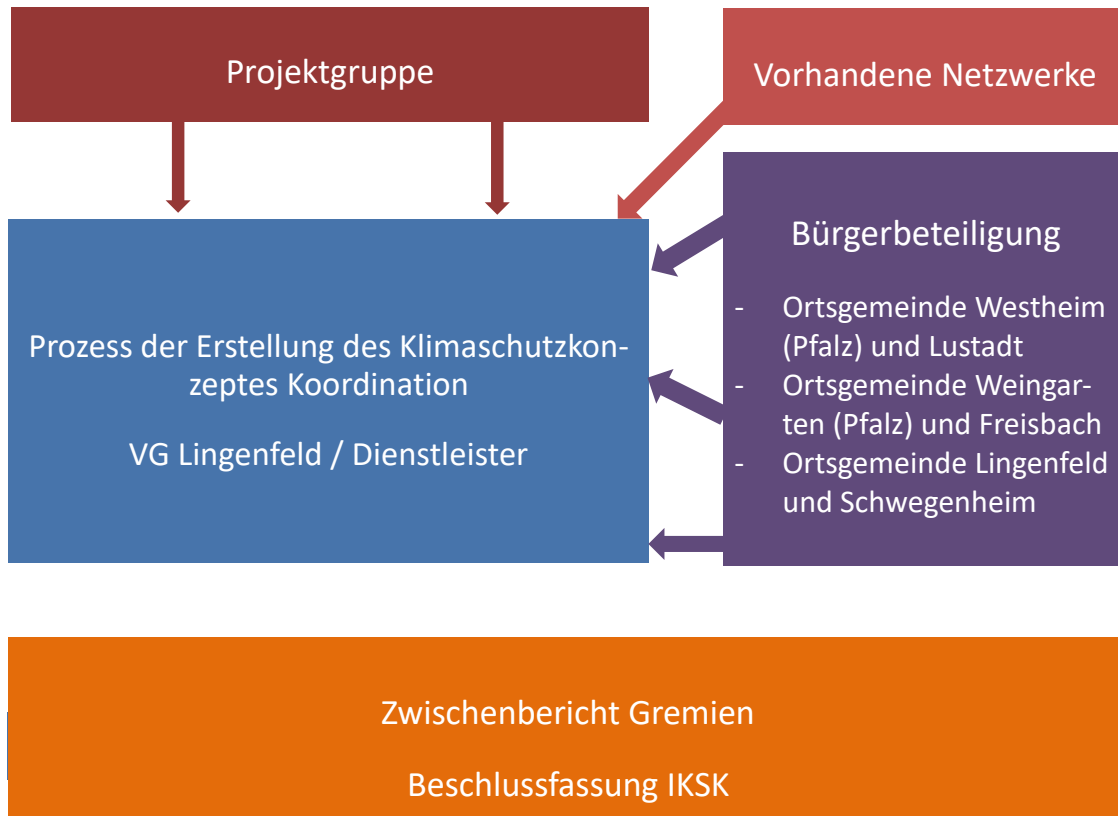 Projektgruppe
Vorhandene Netzwerke
Prozess der Erstellung des Klimaschutzkon-
zeptes Koordination
VG Lingenfeld / Dienstleister
Bürgerbeteiligung
- Ortsgemeinde Westheim
(Pfalz) und Lustadt
- Ortsgemeinde Weingar-
ten (Pfalz) und Freisbach
- Ortsgemeinde Lingenfeld
und Schwegenheim
Zwischenbericht Gremien
Beschlussfassung IKSK